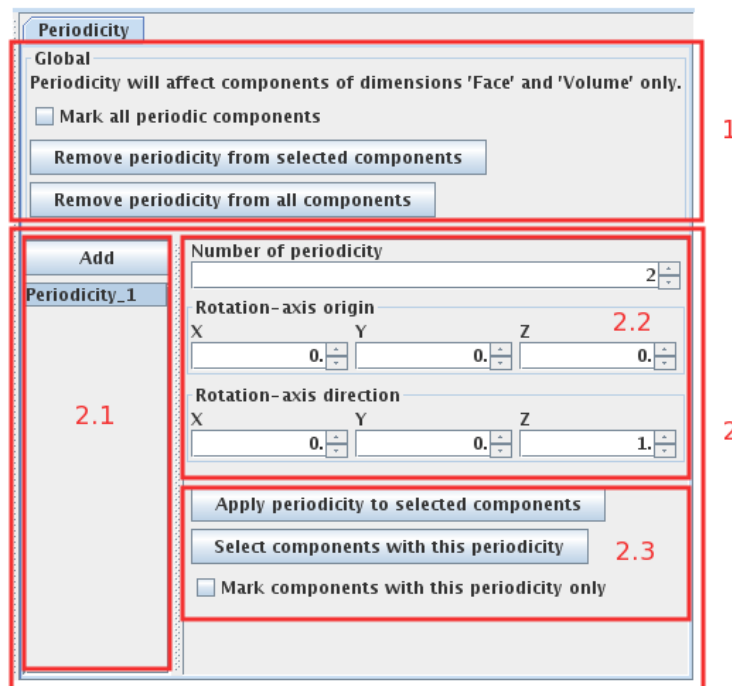 Periodicity
Global
Periodicity will affect components of dimensions 'Face' and 'Volume' only.
Mark all periodic components
1
Remove periodicity from selected components
Remove periodicity from all components
Add
Number of periodicity
2
Periodicity_1
Rotation-axis origin
2.2
X Y Z
0. 0. 0.
Rotation-axis direction
2.1
X Y Z
2
0. 0. 1.
Apply periodicity to selected components
Select components with this periodicity
2.3
Mark components with this periodicity only